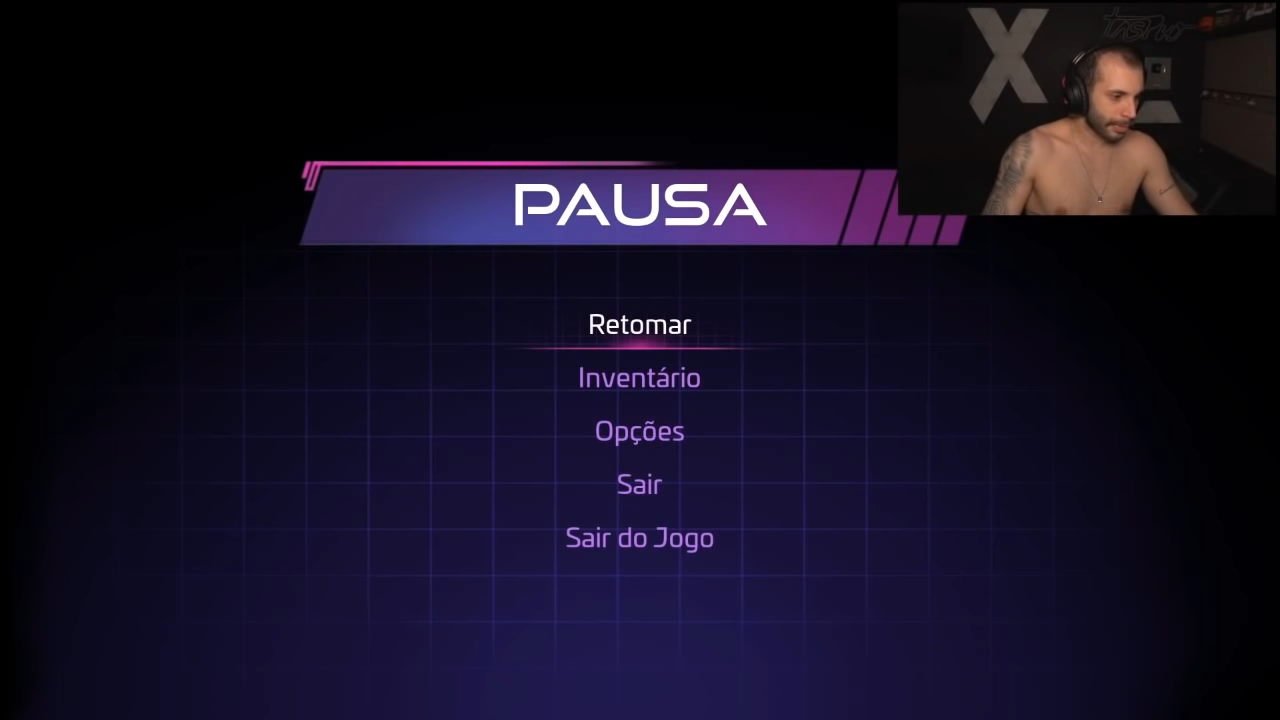 PAUSA
Retomar
Inventário
Opções
Sair
Sair do Jogo